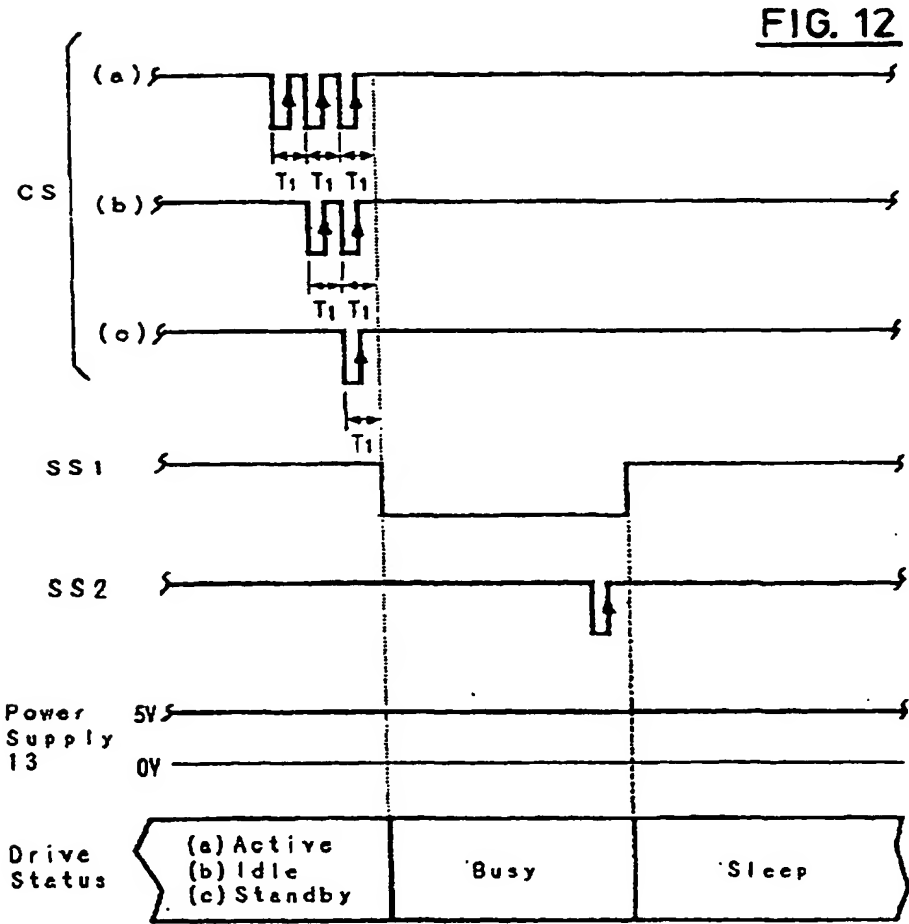 FIG. 12
(a)
T1 T1 T1
CS
(b)
T1 T1
(c)
T1
SS1
SS2
Power
Supply
13
5V
0V
Drive
Status
(a) Active
(b) Idle
(c) Standby
Busy
Sleep